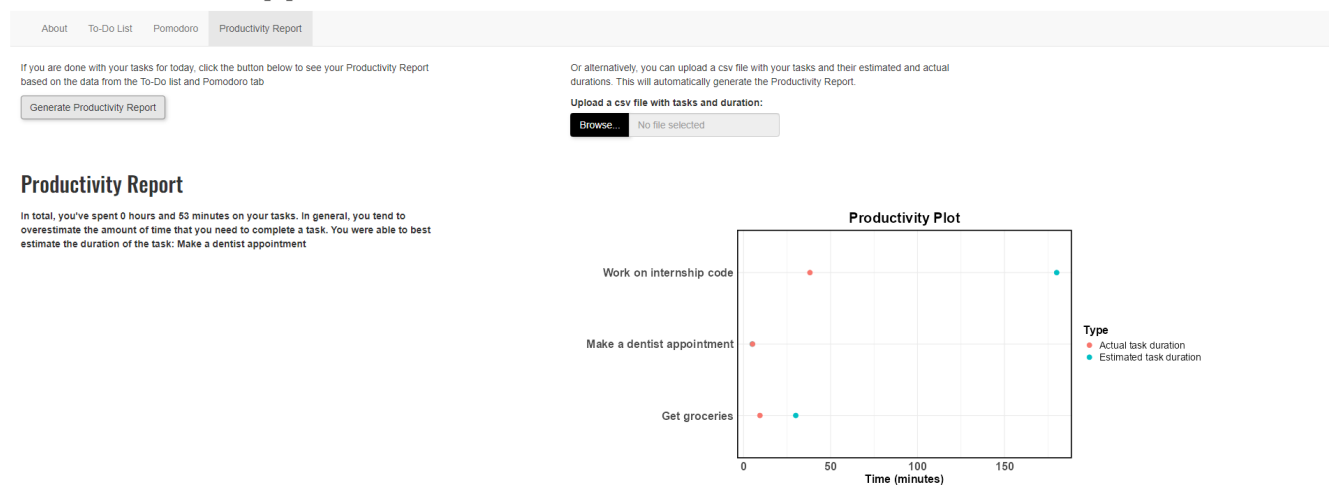 About To-Do List Pomodoro Productivity Report
If you are done with your tasks for today, click the button below to see your Productivity Report
based on the data from the To-Do list and Pomodoro tab
Generate Productivity Report
Or alternatively, you can upload a csv file with your tasks and their estimated and actual
durations. This will automatically generate the Productivity Report.
Upload a csv file with tasks and duration:
Browse... No file selected
Productivity Report
In total, you've spent 0 hours and 53 minutes on your tasks. In general, you tend to
overestimate the amount of time that you need to complete a task. You were able to best
estimate the duration of the task: Make a dentist appointment
Productivity Plot
Work on internship code
Make a dentist appointment
Get groceries
0 50 100 150
Time (minutes)
Type
Actual task duration
Estimated task duration